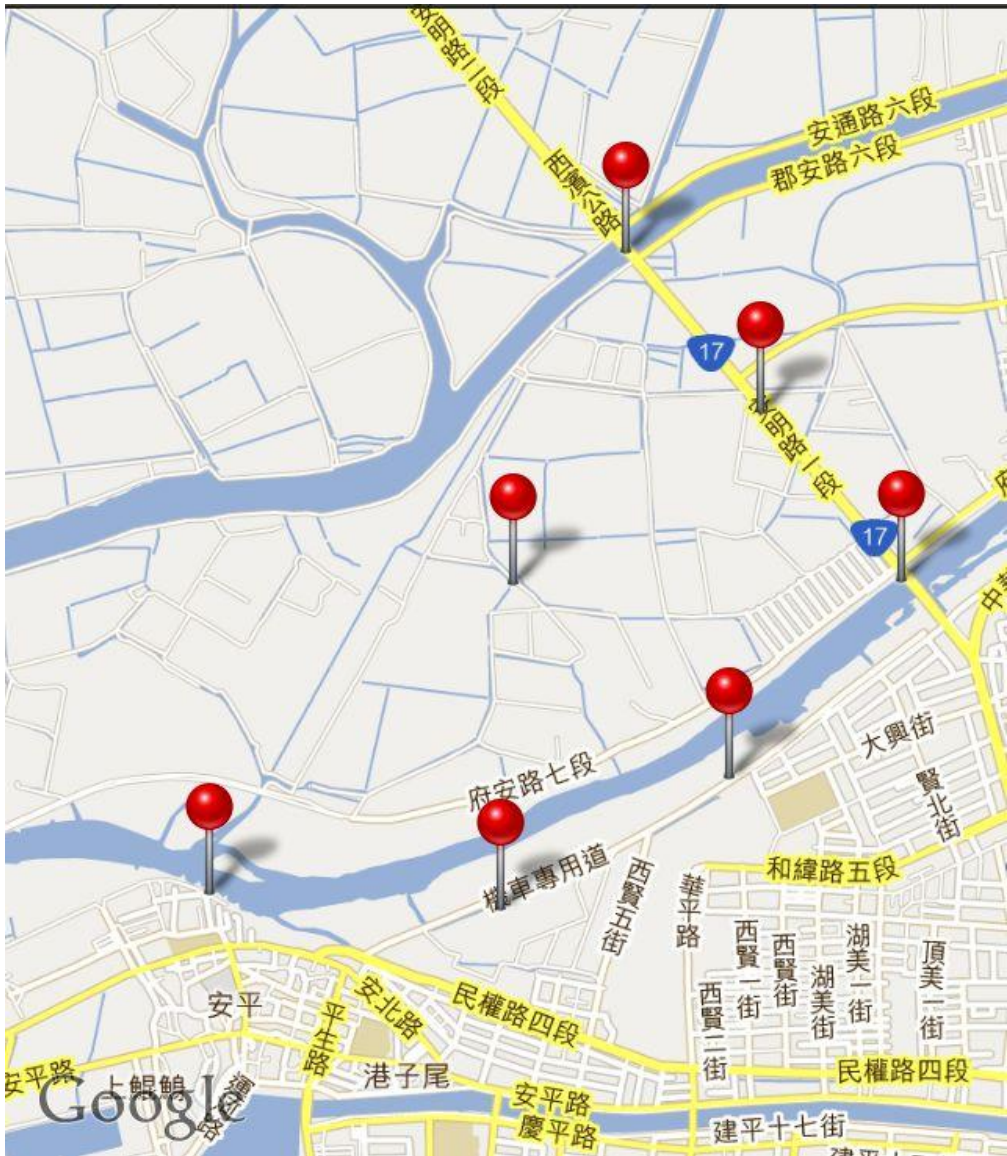 安明路二段
安通路六段
郡安路六段
西濱公路
17
安明路一段
17
府
中華
大興街
府安路七段
賢北街
機車專用道
和緯路五段
西賢五街
華平路
西賢一街
西賢街
湖美一街
頂美一街
湖美街
西賢二街
安平
安北路
民權路四段
平生路
安平路
上鯤鯓
港子尾
民權路四段
安平路
Google
慶平路
建平十七街